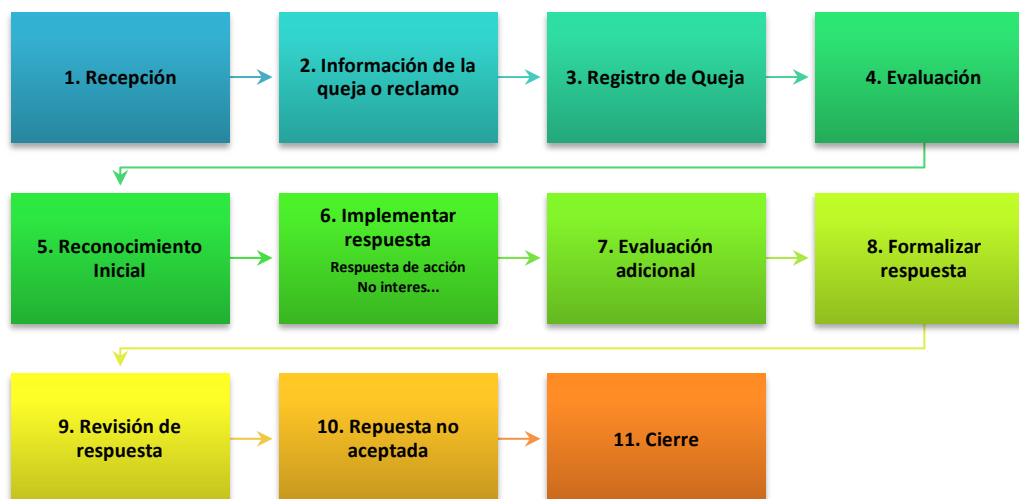 1. Recepción
2. Información de la
queja o reclamo
3. Registro de Queja
4. Evaluación
5. Reconocimiento
Inicial
6. Implementar
respuesta
Respuesta de acción
No interes...
7. Evaluación
adicional
8. Formalizar
respuesta
9. Revisión de
respuesta
10. Repuesta no
aceptada
11. Cierre